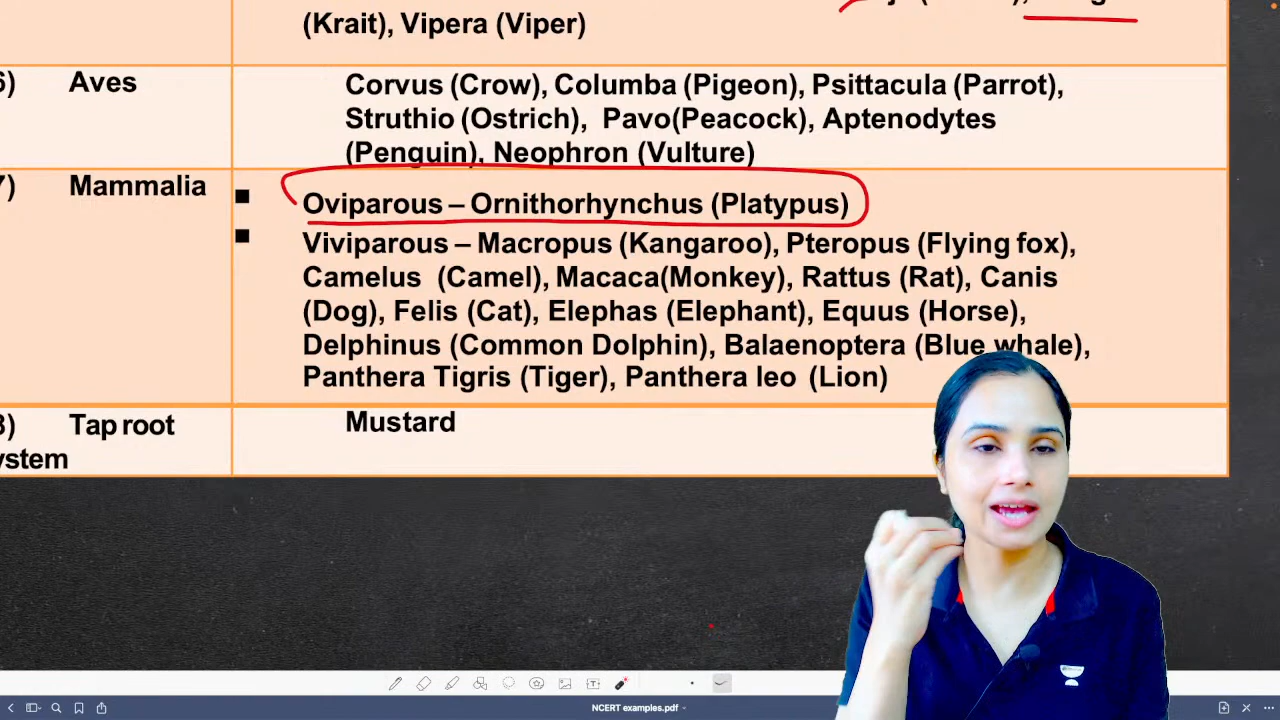 (Krait), Vipera (Viper)
6) Aves
Corvus (Crow), Columba (Pigeon), Psittacula (Parrot),
Struthio (Ostrich), Pavo(Peacock), Aptenodytes
(Penguin), Neophron (Vulture)
7) Mammalia
■ Oviparous – Ornithorhynchus (Platypus)
■ Viviparous – Macropus (Kangaroo), Pteropus (Flying fox),
Camelus (Camel), Macaca(Monkey), Rattus (Rat), Canis
(Dog), Felis (Cat), Elephas (Elephant), Equus (Horse),
Delphinus (Common Dolphin), Balaenoptera (Blue whale),
Panthera Tigris (Tiger), Panthera leo (Lion)
8) Tap root
ystem
Mustard
NCERT examples.pdf